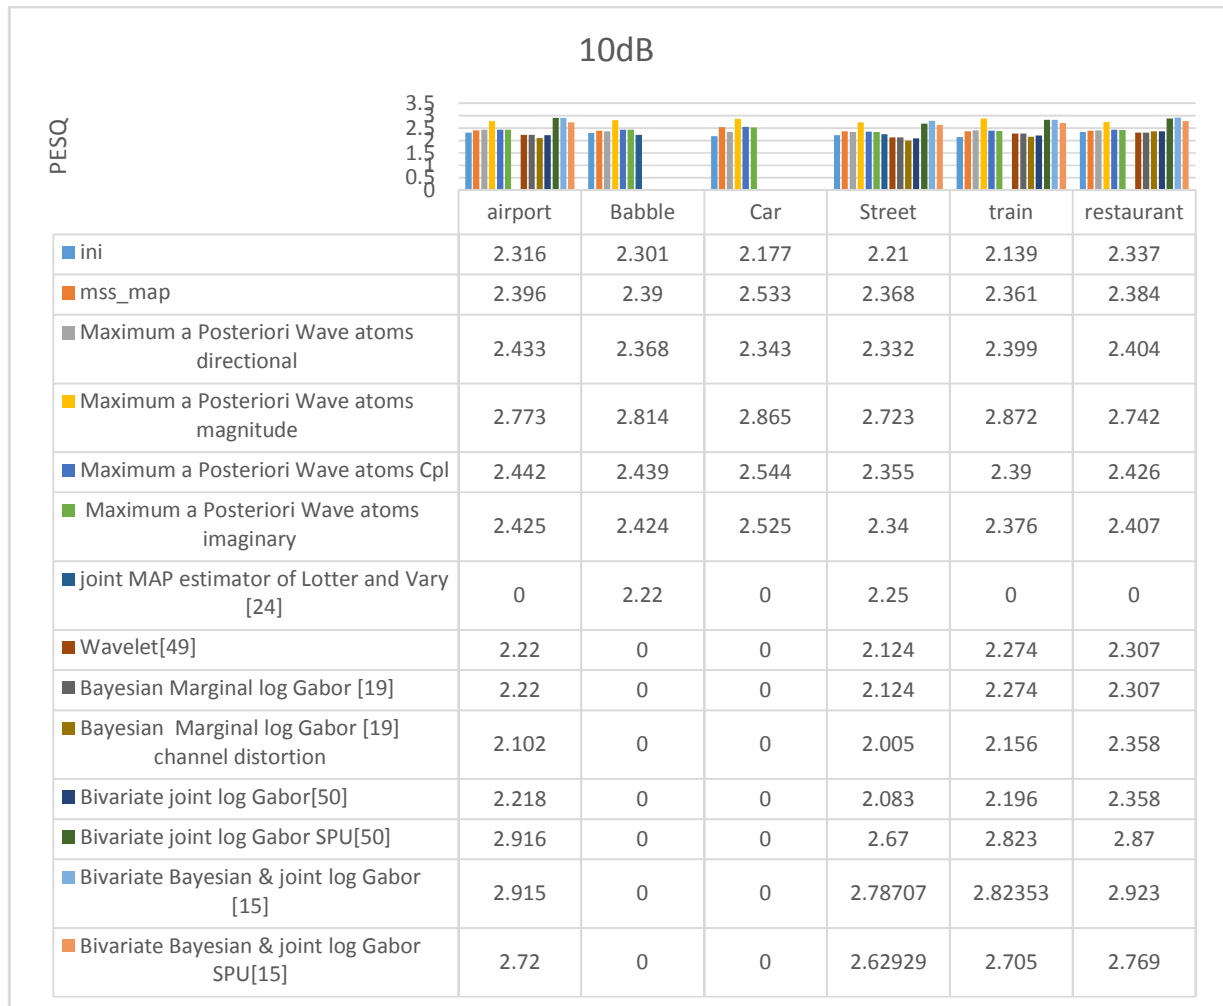 10dB
PESQ
3.5
3
2.5
2
1.5
1
0.5
0
airport Babble Car Street train restaurant
ini 2.316 2.301 2.177 2.21 2.139 2.337
mss_map 2.396 2.39 2.533 2.368 2.361 2.384
Maximum a Posteriori Wave atoms
directional 2.433 2.368 2.343 2.332 2.399 2.404
Maximum a Posteriori Wave atoms
magnitude 2.773 2.814 2.865 2.723 2.872 2.742
Maximum a Posteriori Wave atoms Cpl 2.442 2.439 2.544 2.355 2.39 2.426
Maximum a Posteriori Wave atoms
imaginary 2.425 2.424 2.525 2.34 2.376 2.407
joint MAP estimator of Lotter and Vary
[24] 0 2.22 0 2.25 0 0
Wavelet[49] 2.22 0 0 2.124 2.274 2.307
Bayesian Marginal log Gabor [19] 2.22 0 0 2.124 2.274 2.307
Bayesian Marginal log Gabor [19]
channel distortion 2.102 0 0 2.005 2.156 2.358
Bivariate joint log Gabor[50] 2.218 0 0 2.083 2.196 2.358
Bivariate joint log Gabor SPU[50] 2.916 0 0 2.67 2.823 2.87
Bivariate Bayesian & joint log Gabor
[15] 2.915 0 0 2.78707 2.82353 2.923
Bivariate Bayesian & joint log Gabor
SPU[15] 2.72 0 0 2.62929 2.705 2.769